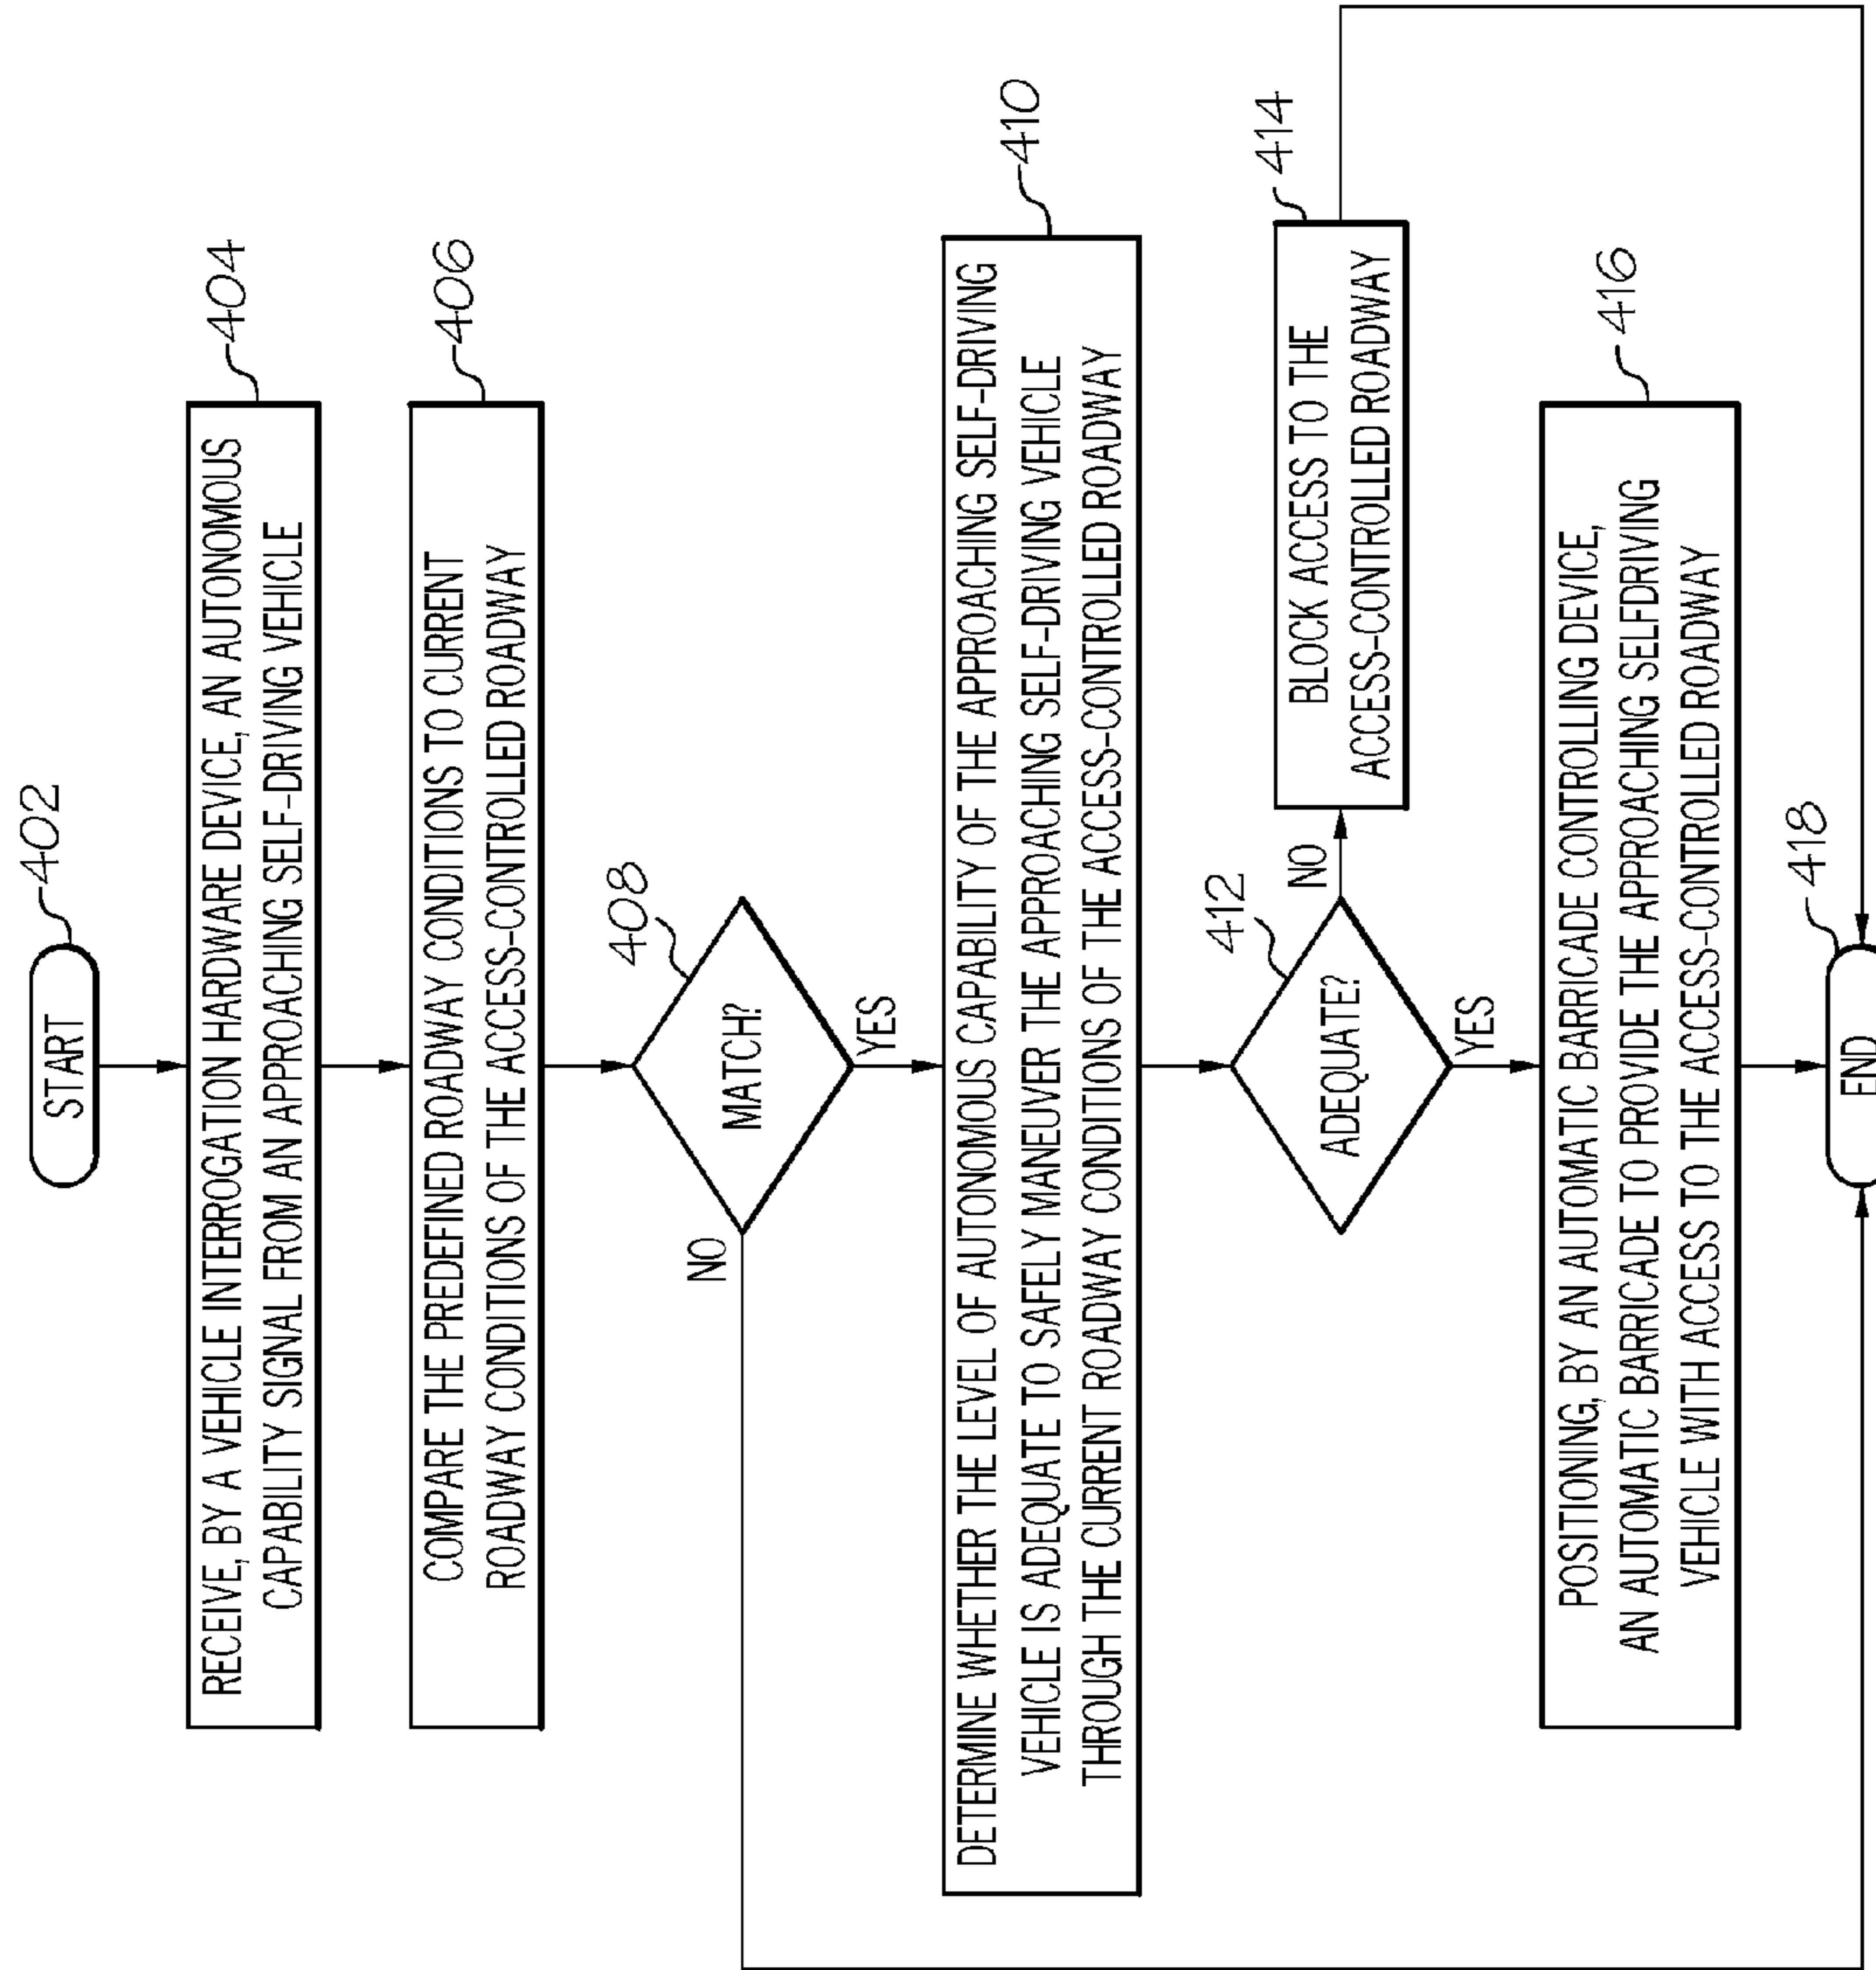 402
START
404
RECEIVE, BY A VEHICLE INTERROGATION HARDWARE DEVICE, AN AUTONOMOUS
CAPABILITY SIGNAL FROM AN APPROACHING SELF-DRIVING VEHICLE
406
COMPARE THE PREDEFINED ROADWAY CONDITIONS TO CURRENT
ROADWAY CONDITIONS OF THE ACCESS-CONTROLLED ROADWAY
408
MATCH?
NO
YES
410
DETERMINE WHETHER THE LEVEL OF AUTONOMOUS CAPABILITY OF THE APPROACHING SELF-DRIVING
VEHICLE IS ADEQUATE TO SAFELY MANEUVER THE APPROACHING SELF-DRIVING VEHICLE
THROUGH THE CURRENT ROADWAY CONDITIONS OF THE ACCESS-CONTROLLED ROADWAY
412
ADEQUATE?
NO
YES
414
BLOCK ACCESS TO THE
ACCESS-CONTROLLED ROADWAY
416
POSITIONING, BY AN AUTOMATIC BARRICADE CONTROLLING DEVICE,
AN AUTOMATIC BARRICADE TO PROVIDE THE APPROACHING SELFDRIVING
VEHICLE WITH ACCESS TO THE ACCESS-CONTROLLED ROADWAY
418
END